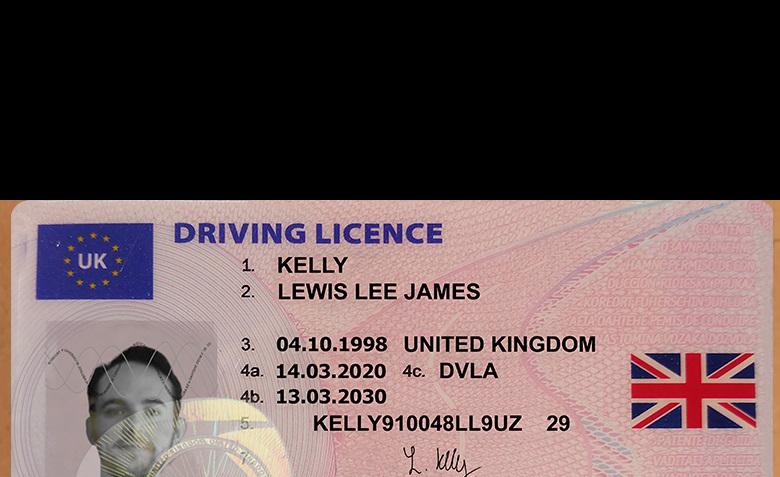 DRIVING LICENCE
UK
1. KELLY
2. LEWIS LEE JAMES
3. 04.10.1998 UNITED KINGDOM
4a. 14.03.2020 4c. DVLA
4b. 13.03.2030
5. KELLY910048LL9UZ 29
L. Kelly